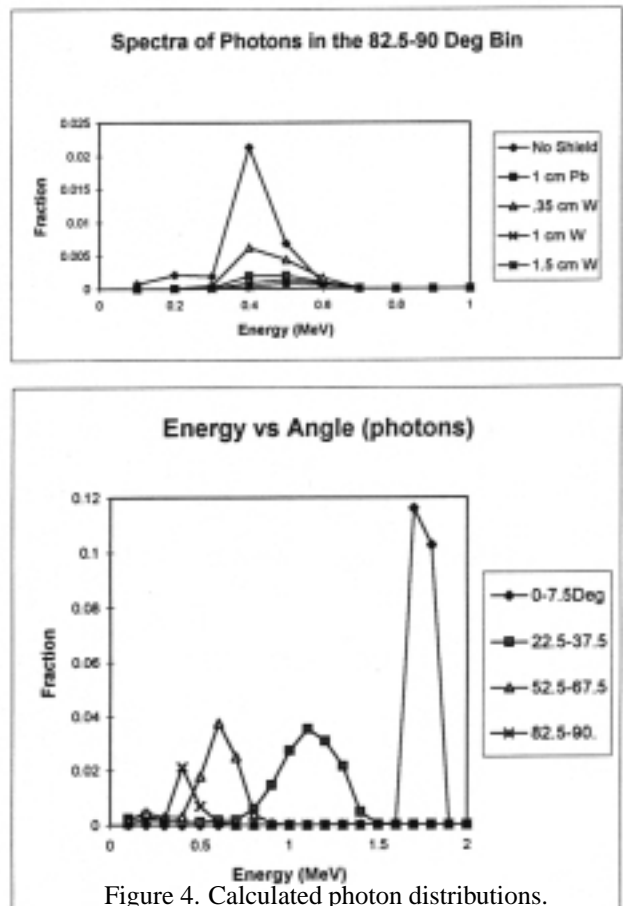 Spectra of Photons in the 82.5-90 Deg Bin
0.025
0.02
0.015
0.01
0.005
0
Fraction
0 0.2 0.4 0.6 0.8 1
Energy (MeV)
No Shield
1 cm Pb
.35 cm W
1 cm W
1.5 cm W
Energy vs Angle (photons)
0.12
0.1
0.08
0.06
0.04
0.02
0
Fraction
0 0.5 1 1.5 2
Energy (MeV)
0-7.5Deg
22.5-37.5
52.5-67.5
82.5-90.
Figure 4. Calculated photon distributions.